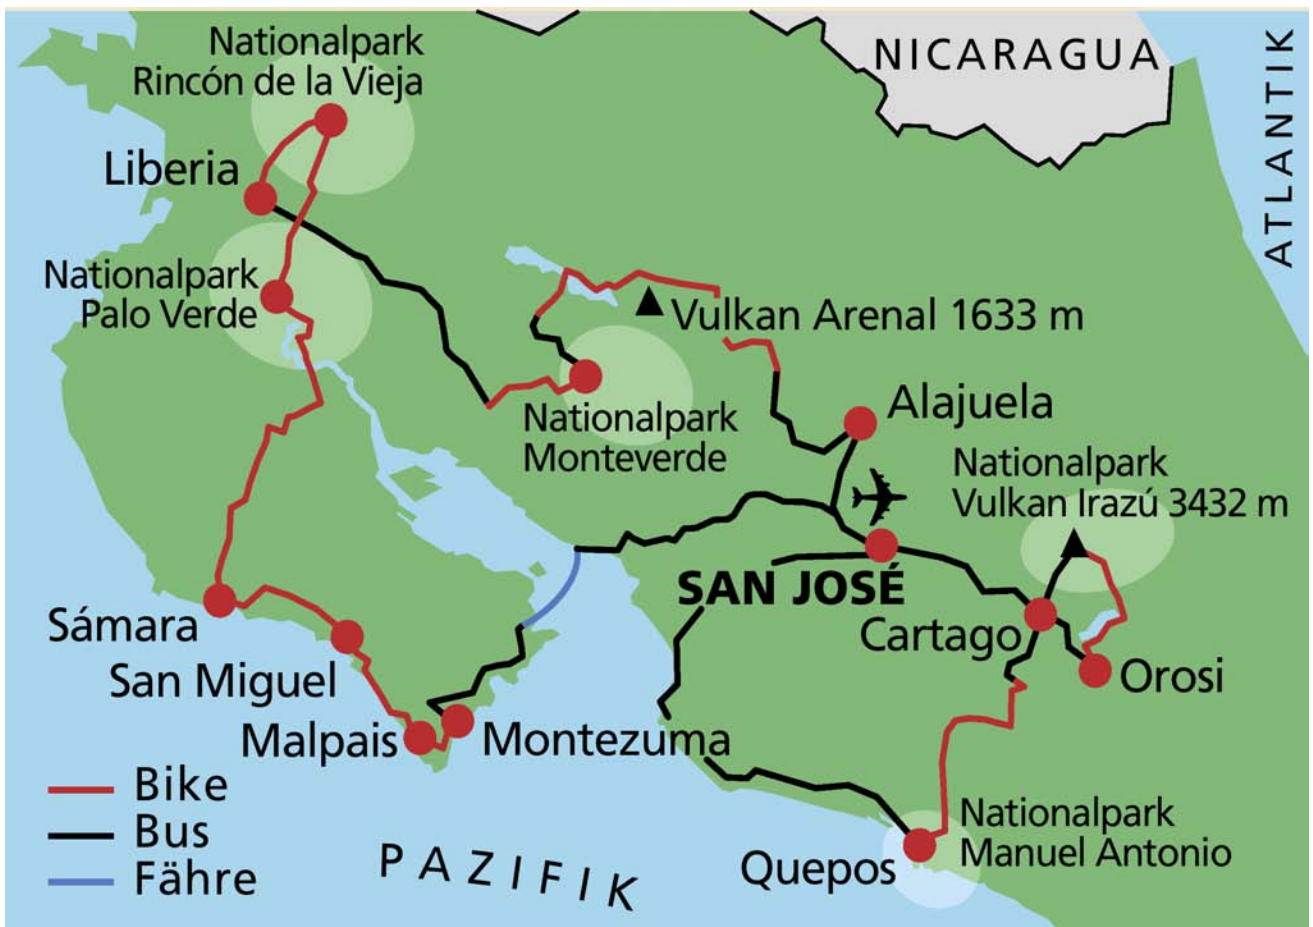 Nationalpark
Rincón de la Vieja
NICARAGUA
ATLANTIK
Liberia
Nationalpark
Palo Verde
Vulkan Arenal 1633 m
Nationalpark
Monteverde
Alajuela
Nationalpark
Vulkan Irazú 3432 m
SAN JOSÉ
Cartago
Orosi
Sámara
San Miguel
Malpais
Montezuma
Bike
Bus
Fähre
PAZIFIK
Quepos
Nationalpark
Manuel Antonio